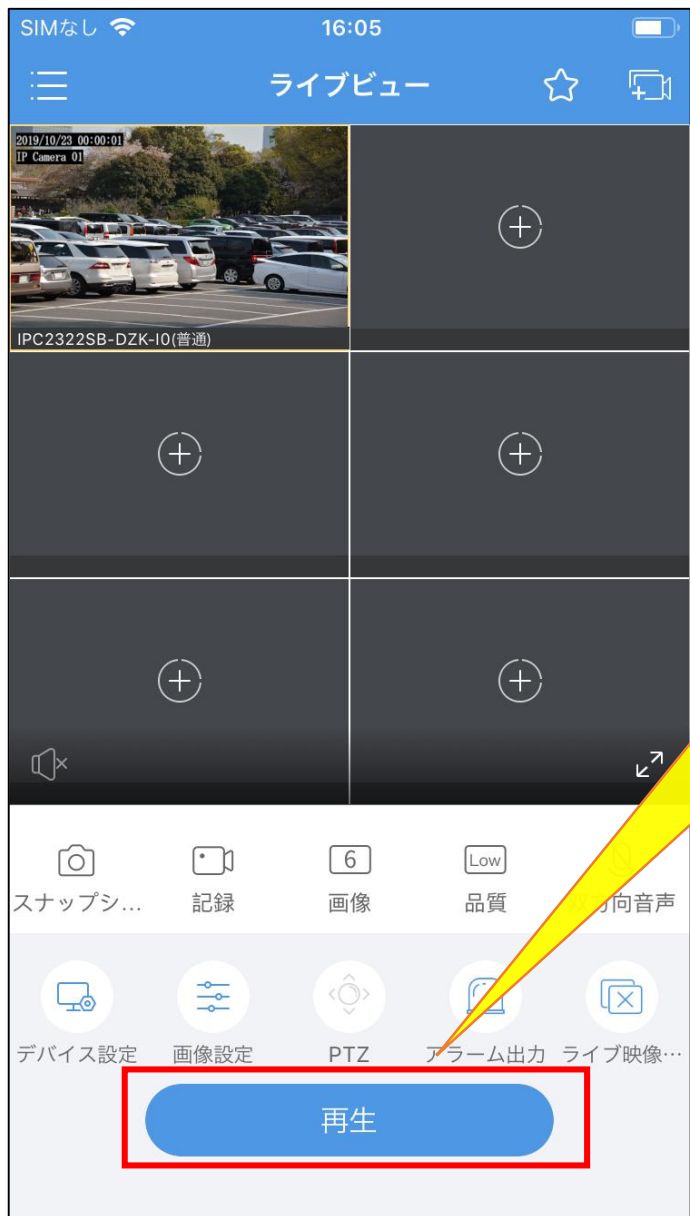 SIMなし 16:05
ライブビュー
2019/10/23 00:00:01
IP Camera 01
IPC2322SB-DZK-I0(普通)
6 Low
スナップシ... 記録 画像 品質 方向音声
デバイス設定 画像設定 PTZ アラーム出力 ライブ映像…
再生